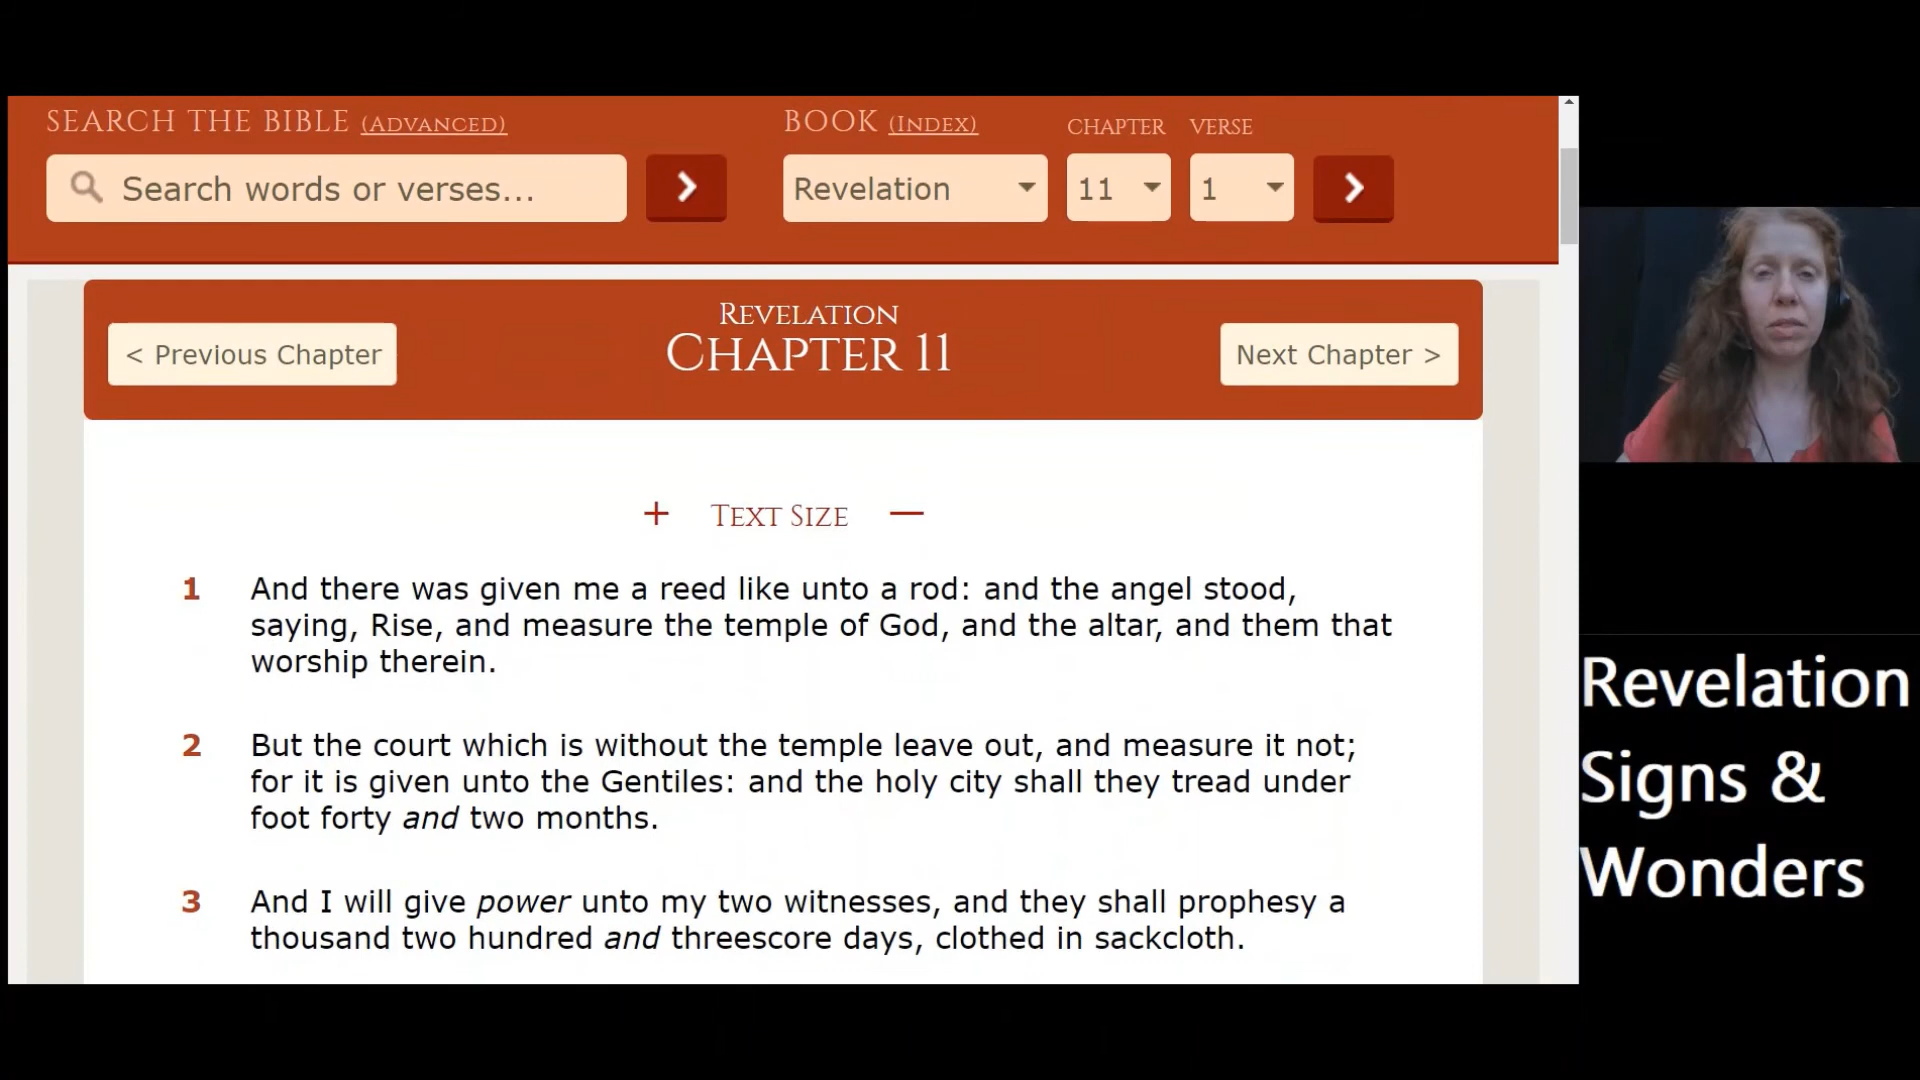 SEARCH THE BIBLE (ADVANCED)
BOOK (INDEX)
CHAPTER
VERSE
Search words or verses...
Revelation
11
1
REVELATION
CHAPTER 11
< Previous Chapter
Next Chapter >
+ TEXT SIZE —
1 And there was given me a reed like unto a rod: and the angel stood,
saying, Rise, and measure the temple of God, and the altar, and them that
worship therein.
2 But the court which is without the temple leave out, and measure it not;
for it is given unto the Gentiles: and the holy city shall they tread under
foot forty and two months.
3 And I will give power unto my two witnesses, and they shall prophesy a
thousand two hundred and threescore days, clothed in sackcloth.
Revelation
Signs &
Wonders